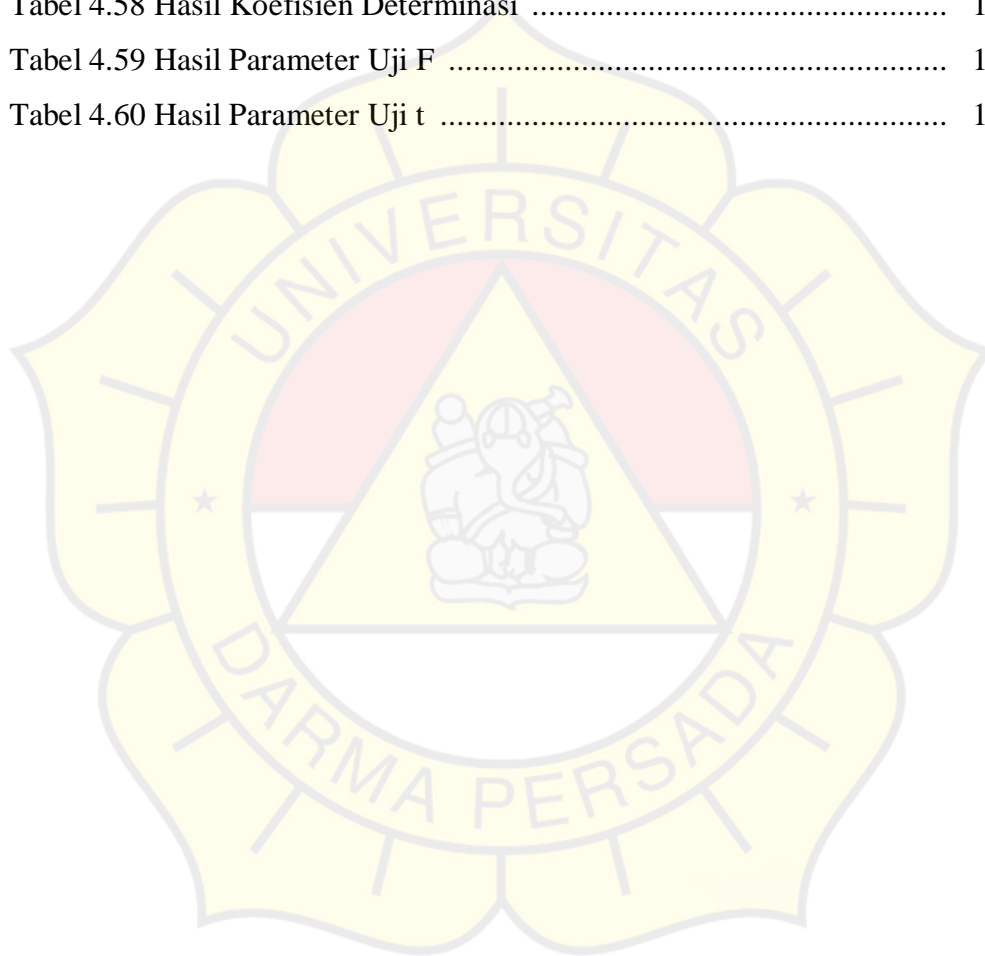 Tabel 4.58 Hasil Koefisien Determinasi ........................................................ 1
Tabel 4.59 Hasil Parameter Uji F ................................................................... 1
Tabel 4.60 Hasil Parameter Uji t .................................................................... 1
UNIVERSITAS
DARMA PERSADA